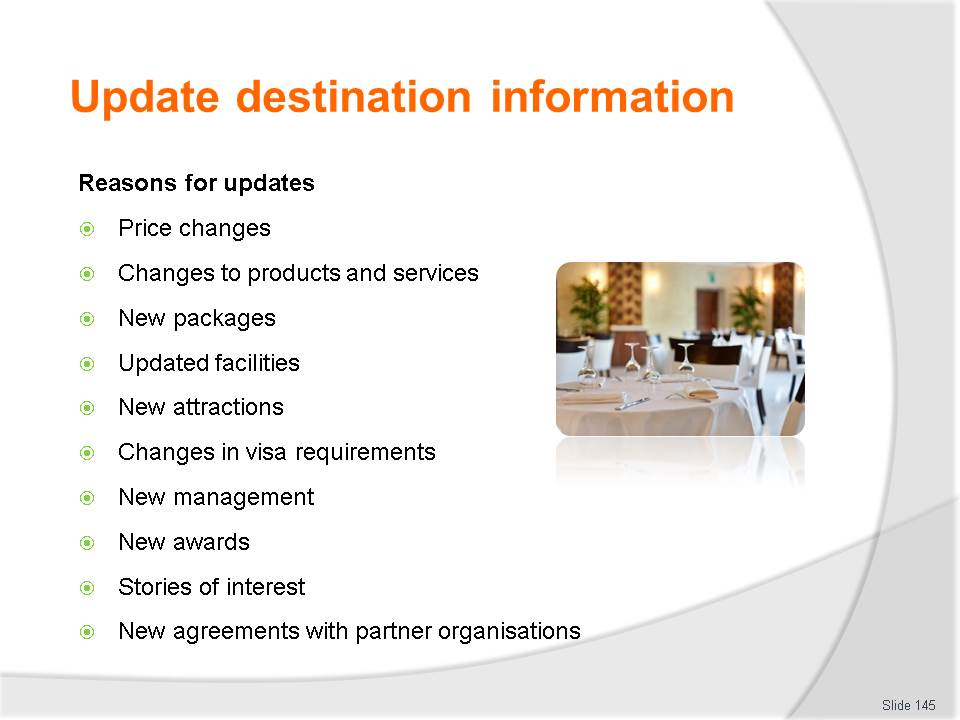 Update destination information
Reasons for updates
Price changes
Changes to products and services
New packages
Updated facilities
New attractions
Changes in visa requirements
New management
New awards
Stories of interest
New agreements with partner organisations
Slide 145